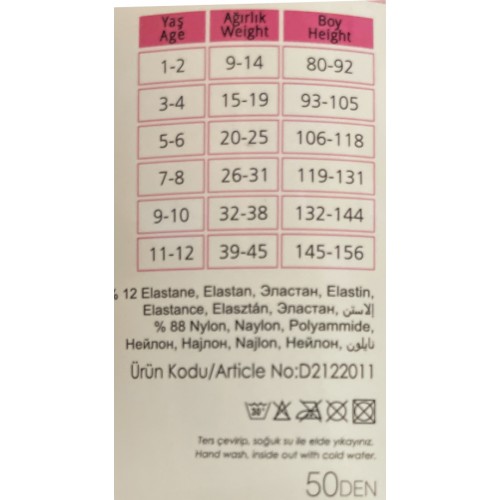 Yaş Ağırlık Boy
Age Weight Height
1-2 9-14 80-92
3-4 15-19 93-105
5-6 20-25 106-118
7-8 26-31 119-131
9-10 32-38 132-144
11-12 39-45 145-156
% 12 Elastane, Elastan, Эластан, Elastin,
Elastance, Elasztán, Эластан, إلاستن
% 88 Nylon, Naylon, Polyammide,
Нейлон, Најлон, Najlon, Нейлон, نايلون
Ürün Kodu/Article No:D2122011
30°
Ters çevirip, soğuk su ile elde yıkayınız.
Hand wash, inside out with cold water.
50DEN